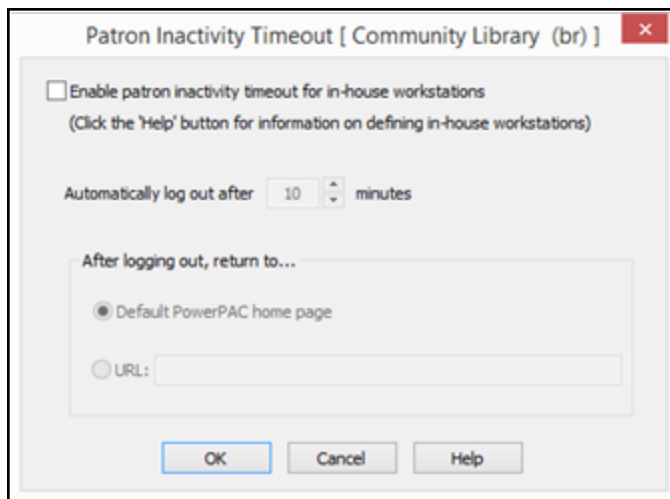 Patron Inactivity Timeout [ Community Library (br) ]
Enable patron inactivity timeout for in-house workstations
(Click the 'Help' button for information on defining in-house workstations)
Automatically log out after 10 minutes
After logging out, return to...
Default PowerPAC home page
URL:
OK Cancel Help